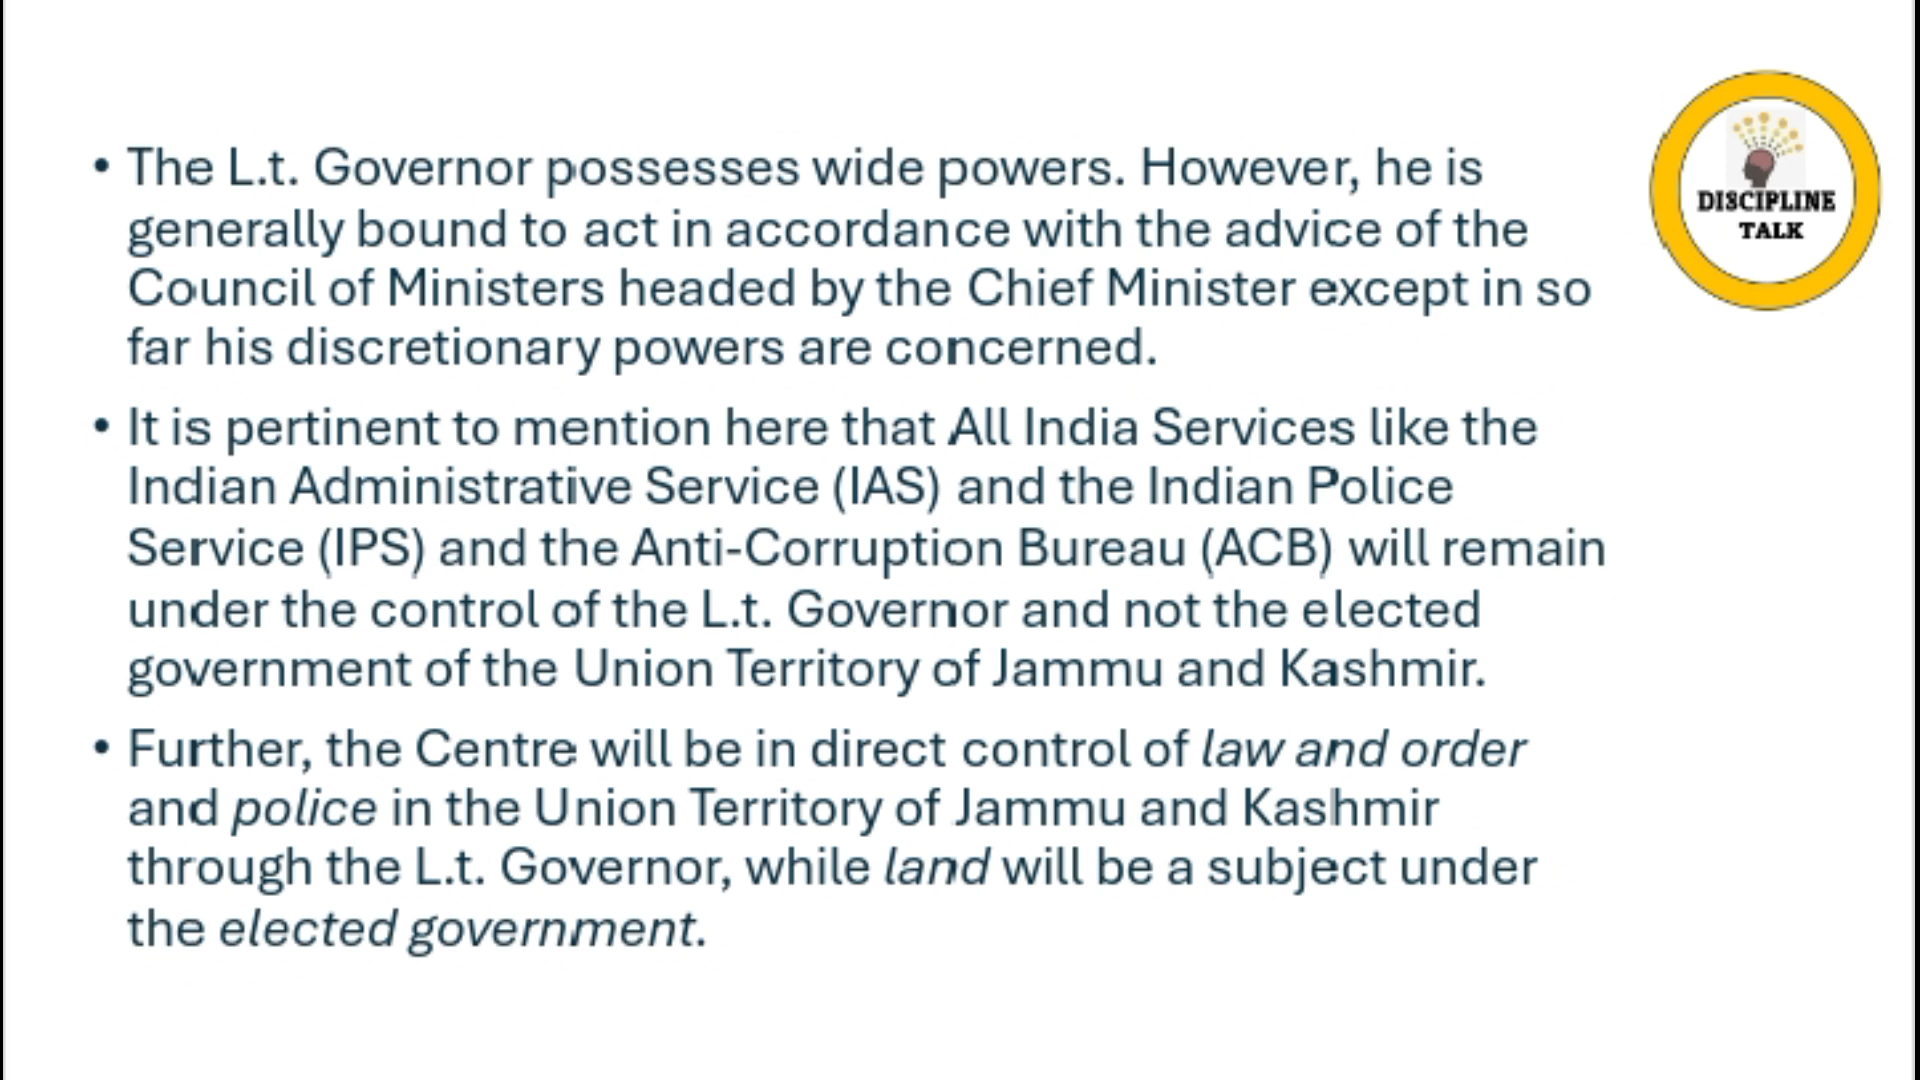 • The L.t. Governor possesses wide powers. However, he is
generally bound to act in accordance with the advice of the
Council of Ministers headed by the Chief Minister except in so
far his discretionary powers are concerned.
• It is pertinent to mention here that All India Services like the
Indian Administrative Service (IAS) and the Indian Police
Service (IPS) and the Anti-Corruption Bureau (ACB) will remain
under the control of the L.t. Governor and not the elected
government of the Union Territory of Jammu and Kashmir.
• Further, the Centre will be in direct control of law and order
and police in the Union Territory of Jammu and Kashmir
through the L.t. Governor, while land will be a subject under
the elected government.
DISCIPLINE
TALK